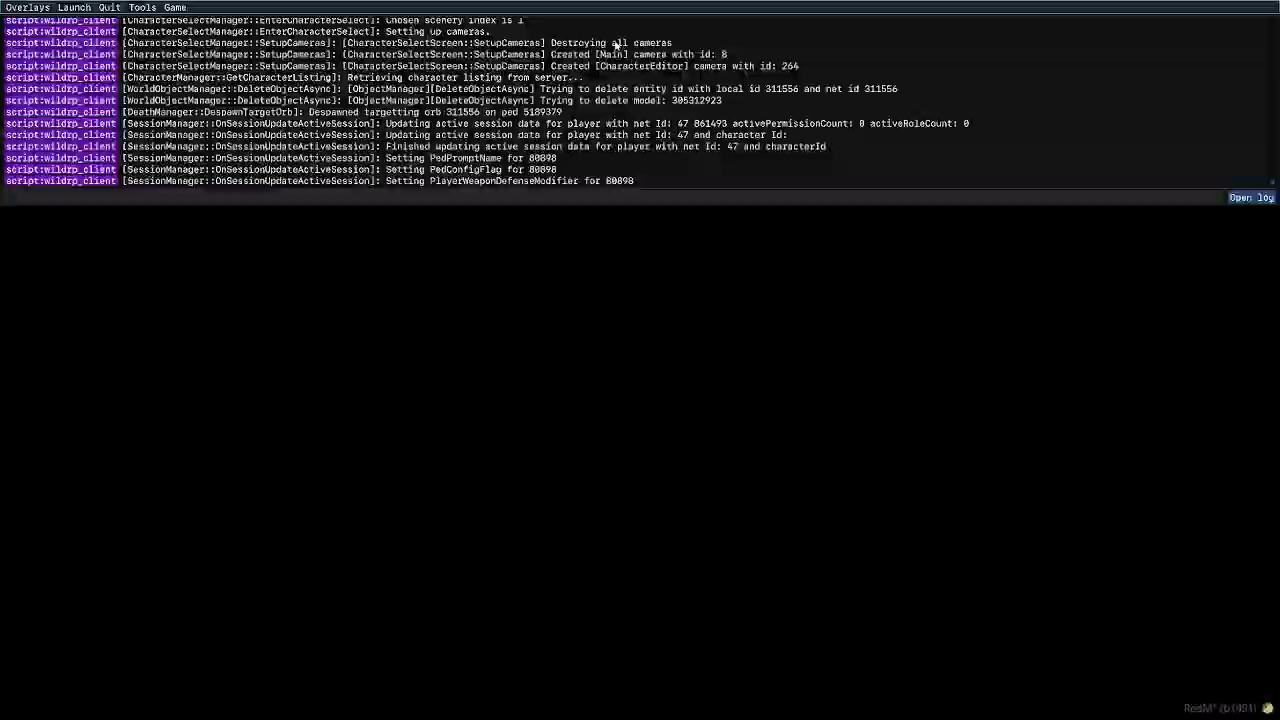 Overlays Launch Quit Tools Game
script:wildrp_client [CharacterSelectManager::EnterCharacterSelect]: Chosen scenery index is 1
script:wildrp_client [CharacterSelectManager::EnterCharacterSelect]: Setting up cameras.
script:wildrp_client [CharacterSelectManager::SetupCameras]: [CharacterSelectScreen::SetupCameras] Destroying all cameras
script:wildrp_client [CharacterSelectManager::SetupCameras]: [CharacterSelectScreen::SetupCameras] Created [Main] camera with id: 8
script:wildrp_client [CharacterSelectManager::SetupCameras]: [CharacterSelectScreen::SetupCameras] Created [CharacterEditor] camera with id: 264
script:wildrp_client [CharacterManager::GetCharacterListing]: Retrieving character listing from server...
script:wildrp_client [WorldObjectManager::DeleteObjectAsync]: [ObjectManager][DeleteObjectAsync] Trying to delete entity id with local id 311556 and net id 311556
script:wildrp_client [WorldObjectManager::DeleteObjectAsync]: [ObjectManager][DeleteObjectAsync] Trying to delete model: 305312923
script:wildrp_client [DeathManager::DespawnTargetOrb]: Despawned targetting orb 311556 on ped 5189379
script:wildrp_client [SessionManager::OnSessionUpdateActiveSession]: Updating active session data for player with net Id: 47 861493 activePermissionCount: 0 activeRoleCount: 0
script:wildrp_client [SessionManager::OnSessionUpdateActiveSession]: Updating active session data for player with net Id: 47 and character Id:
script:wildrp_client [SessionManager::OnSessionUpdateActiveSession]: Finished updating active session data for player with net Id: 47 and characterId
script:wildrp_client [SessionManager::OnSessionUpdateActiveSession]: Setting PedPromptName for 80898
script:wildrp_client [SessionManager::OnSessionUpdateActiveSession]: Setting PedConfigFlag for 80898
script:wildrp_client [SessionManager::OnSessionUpdateActiveSession]: Setting PlayerWeaponDefenseModifier for 80898
Open log
RedM* (b1491)